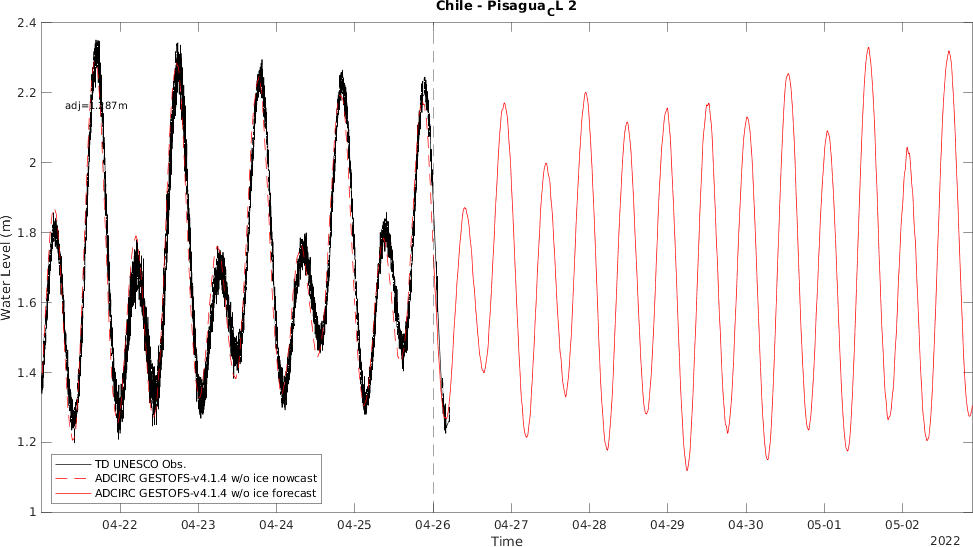 Chile - Pisagua_CL 2
2.4
2.2
2
1.8
1.6
1.4
1.2
1
Water Level (m)
adj=1.787m
TD UNESCO Obs.
ADCIRC GESTOFS-v4.1.4 w/o ice nowcast
ADCIRC GESTOFS-v4.1.4 w/o ice forecast
04-22 04-23 04-24 04-25 04-26 04-27 04-28 04-29 04-30 05-01 05-02
Time
2022